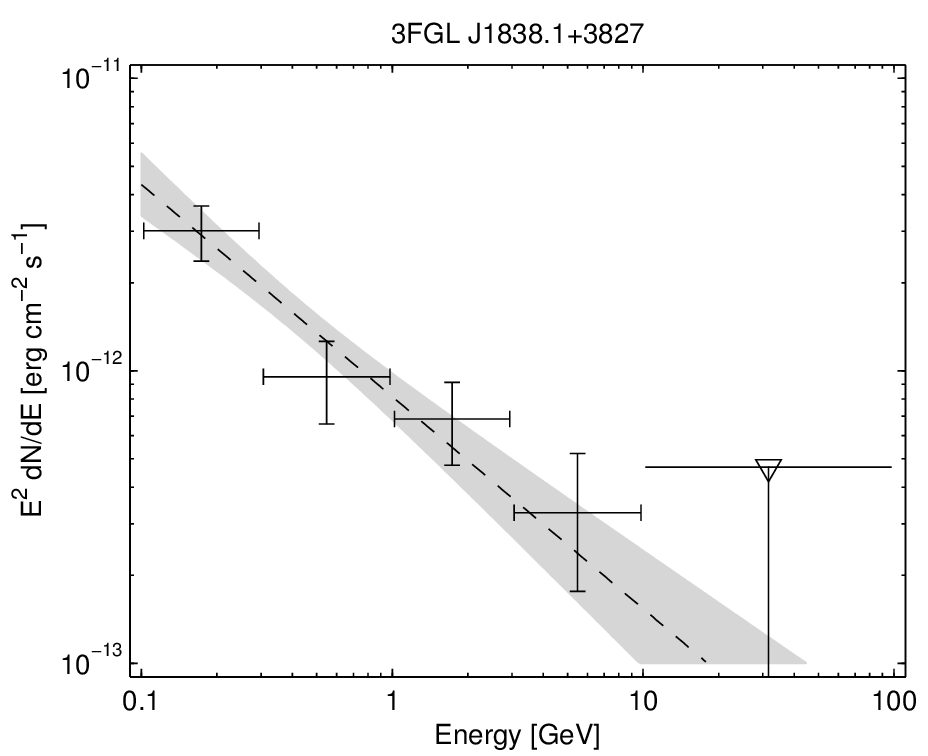 3FGL J1838.1+3827
10⁻¹¹
10⁻¹²
10⁻¹³
E² dN/dE [erg cm⁻² s⁻¹]
0.1 1 10 100
Energy [GeV]